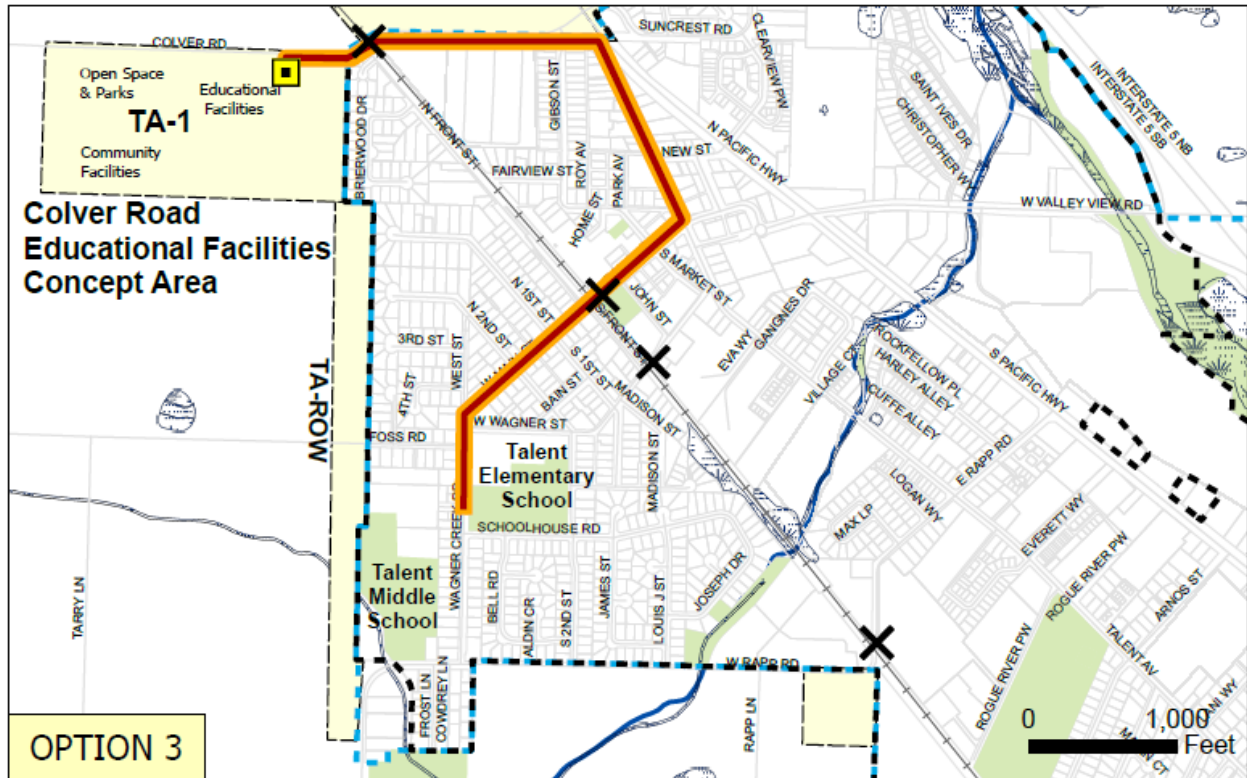 COLVER RD
SUNCREST RD
CLEARVIEW PW
INTERSTATE 5 NB
INTERSTATE 5 SB
Open Space
& Parks
Educational
Facilities
TA-1
Community
Facilities
BRIERWOOD DR
N FRONT ST
GIBSON ST
SAINT IVES DR
CHRISTOPHER WY
N PACIFIC HWY
NEW ST
FAIRVIEW ST
ROY AV
PARK AV
HOME ST
W VALLEY VIEW RD
Colver Road
Educational Facilities
Concept Area
S MARKET ST
JOHN ST
N 1ST ST
N 2ND ST
S FRONT ST
GANGNES DR
EVA WY
3RD ST
WEST ST
4TH ST
S 1ST ST
BAIN ST
MADISON ST
VILLAGE
ROCKFELLOW PL
HARLEY ALLEY
CUFFE ALLEY
S PACIFIC HWY
TA-ROW
FOSS RD
W WAGNER ST
Talent
Elementary
School
MADISON ST
E RAPP RD
LOGAN WY
MAX LP
EVERETT WY
SCHOOLHOUSE RD
WAGNER CREEK RD
ROGUE RIVER PW
ARNOS ST
TARRY LN
Talent
Middle
School
BELL RD
ALDIN CR
S 2ND ST
JAMES ST
LOUIS J ST
JOSEPH DR
W RAPP RD
ROGUE RIVER PW
TALENT AV
FROST LN
COWDREY LN
RAPP LN
ANI WY
CT
0 1,000
Feet
OPTION 3